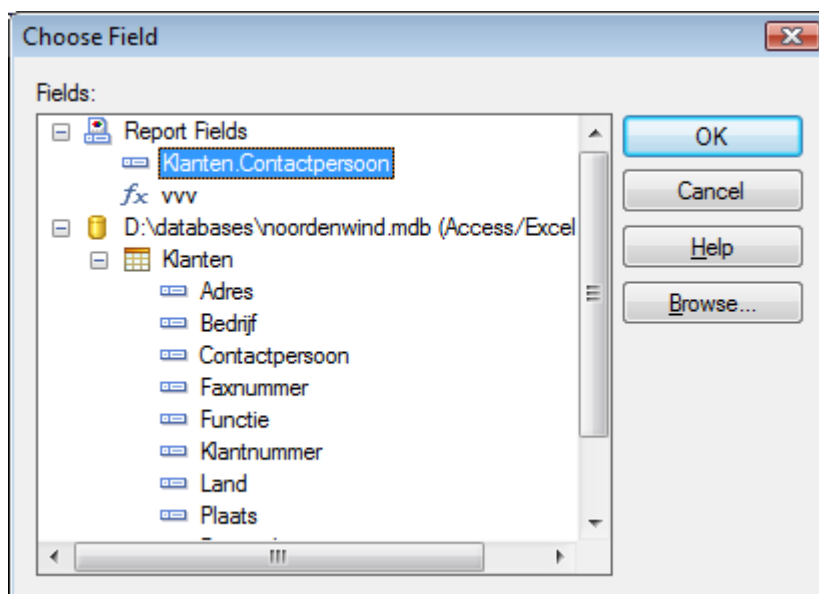 Choose Field
Fields:
Report Fields
Klanten.Contactpersoon
fx vvv
D:\databases\noordenwind.mdb (Access/Excel
Klanten
Adres
Bedrijf
Contactpersoon
Faxnummer
Functie
Klantnummer
Land
Plaats
OK
Cancel
Help
Browse...